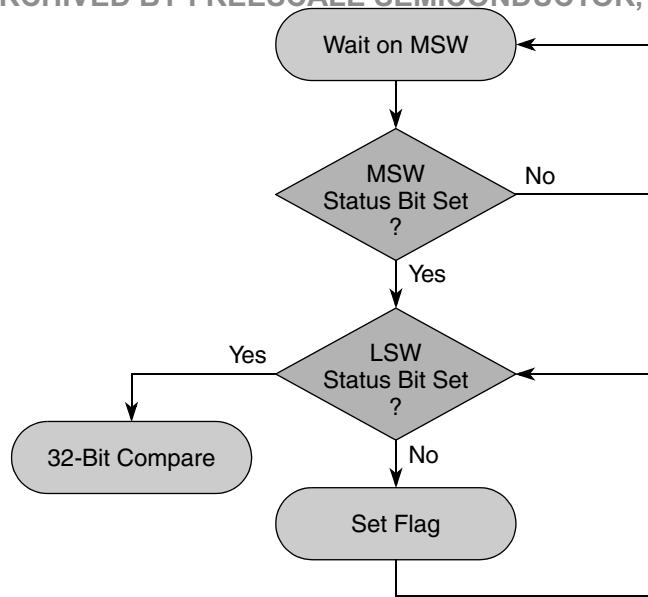 RCHIVED BY FREESCALE SEMICONDUCTOR,
Wait on MSW
MSW
Status Bit Set
?
No
Yes
LSW
Status Bit Set
?
Yes
32-Bit Compare
No
Set Flag